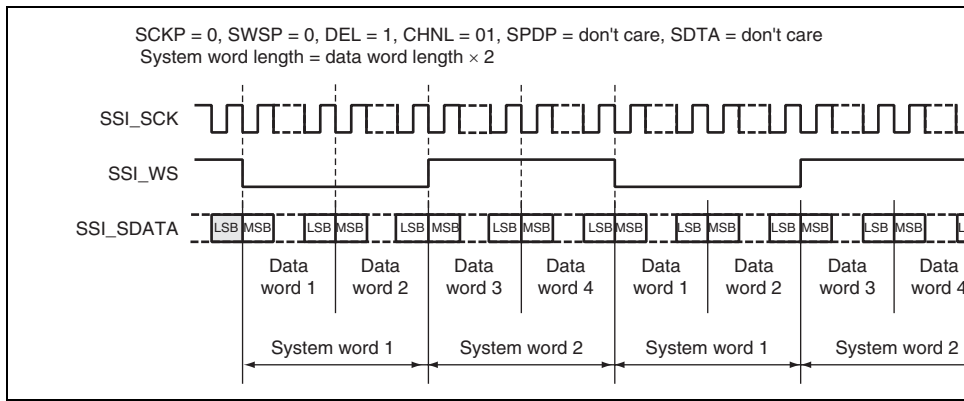 SCKP = 0, SWSP = 0, DEL = 1, CHNL = 01, SPDP = don't care, SDTA = don't care
System word length = data word length × 2
SSI_SCK
SSI_WS
SSI_SDATA
LSB MSB LSB MSB LSB MSB LSB MSB LSB MSB LSB MSB LSB MSB LSB MSB
Data word 1 Data word 2 Data word 3 Data word 4 Data word 1 Data word 2 Data word 3 Data word 4
System word 1 System word 2 System word 1 System word 2